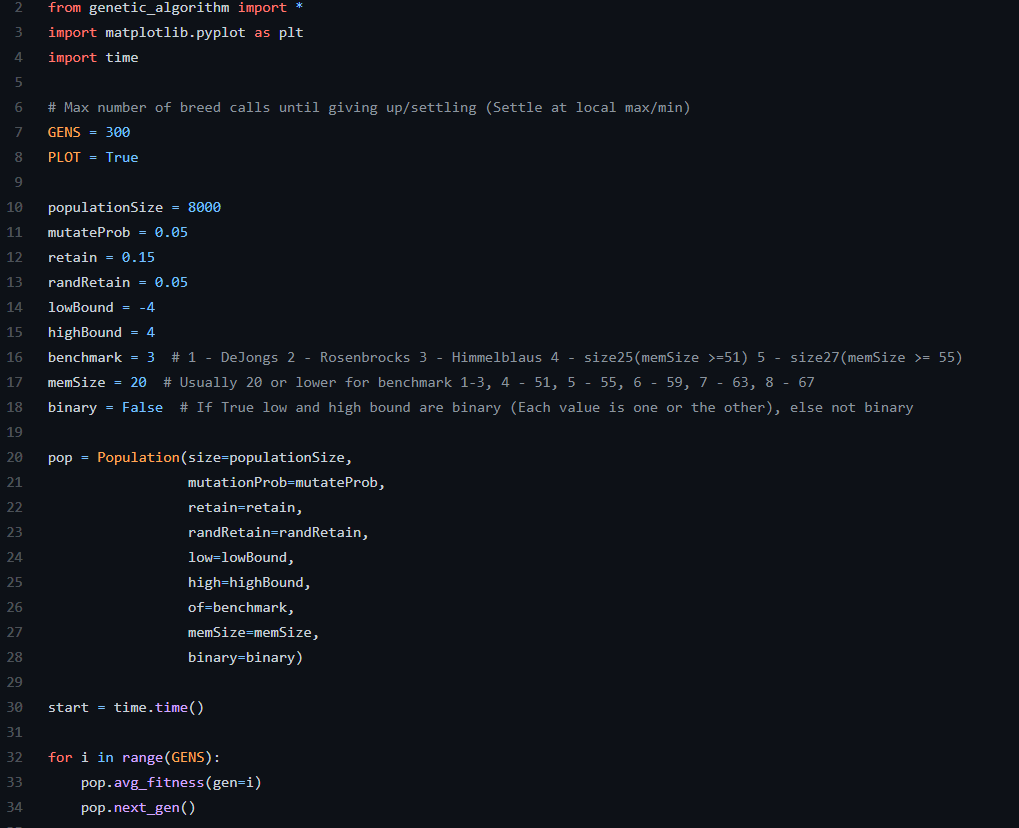 2 from genetic_algorithm import *
3 import matplotlib.pyplot as plt
4 import time
5
6 # Max number of breed calls until giving up/settling (Settle at local max/min)
7 GENS = 300
8 PLOT = True
9
10 populationSize = 8000
11 mutateProb = 0.05
12 retain = 0.15
13 randRetain = 0.05
14 lowBound = -4
15 highBound = 4
16 benchmark = 3  # 1 - DeJongs 2 - Rosenbrocks 3 - Himmelblaus 4 - size25(memSize >=51) 5 - size27(memSize >= 55)
17 memSize = 20  # Usually 20 or lower for benchmark 1-3, 4 - 51, 5 - 55, 6 - 59, 7 - 63, 8 - 67
18 binary = False  # If True low and high bound are binary (Each value is one or the other), else not binary
19
20 pop = Population(size=populationSize,
21                  mutationProb=mutateProb,
22                  retain=retain,
23                  randRetain=randRetain,
24                  low=lowBound,
25                  high=highBound,
26                  of=benchmark,
27                  memSize=memSize,
28                  binary=binary)
29
30 start = time.time()
31
32 for i in range(GENS):
33     pop.avg_fitness(gen=i)
34     pop.next_gen()